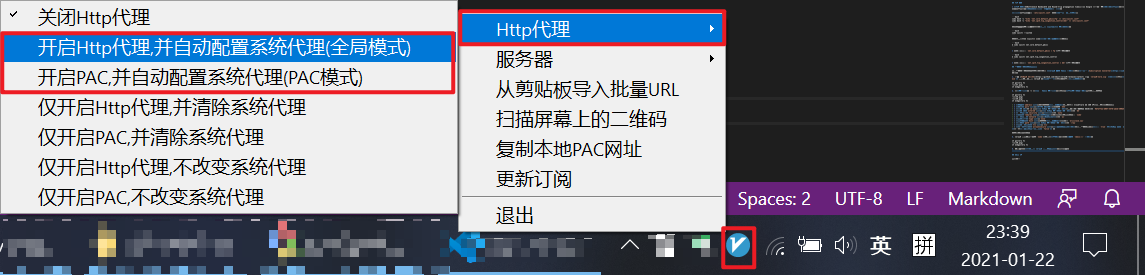 关闭Http代理
开启Http代理,并自动配置系统代理(全局模式)
开启PAC,并自动配置系统代理(PAC模式)
仅开启Http代理,并清除系统代理
仅开启PAC,并清除系统代理
仅开启Http代理,不改变系统代理
仅开启PAC,不改变系统代理
Http代理
服务器
从剪贴板导入批量URL
扫描屏幕上的二维码
复制本地PAC网址
更新订阅
退出
Spaces: 2 UTF-8 LF Markdown
英 拼 23:39
2021-01-22